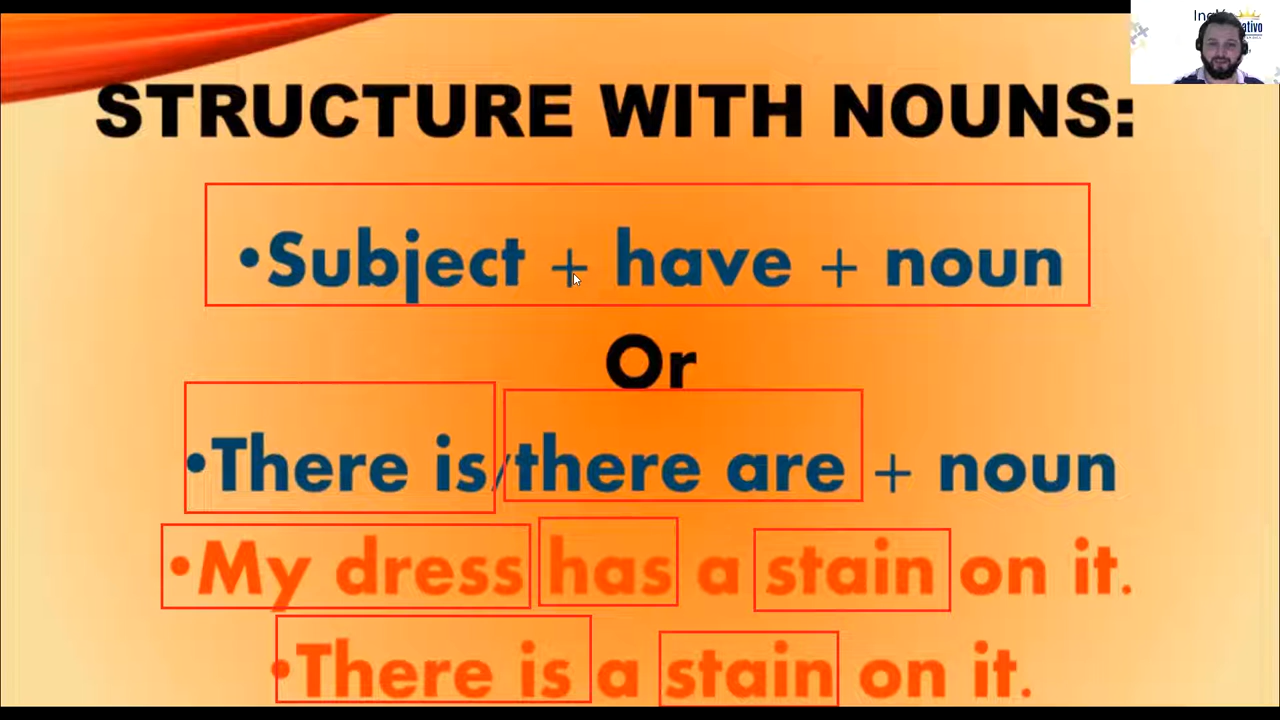 STRUCTURE WITH NOUNS:
•Subject + have + noun
Or
•There is/there are + noun
•My dress has a stain on it.
•There is a stain on it.